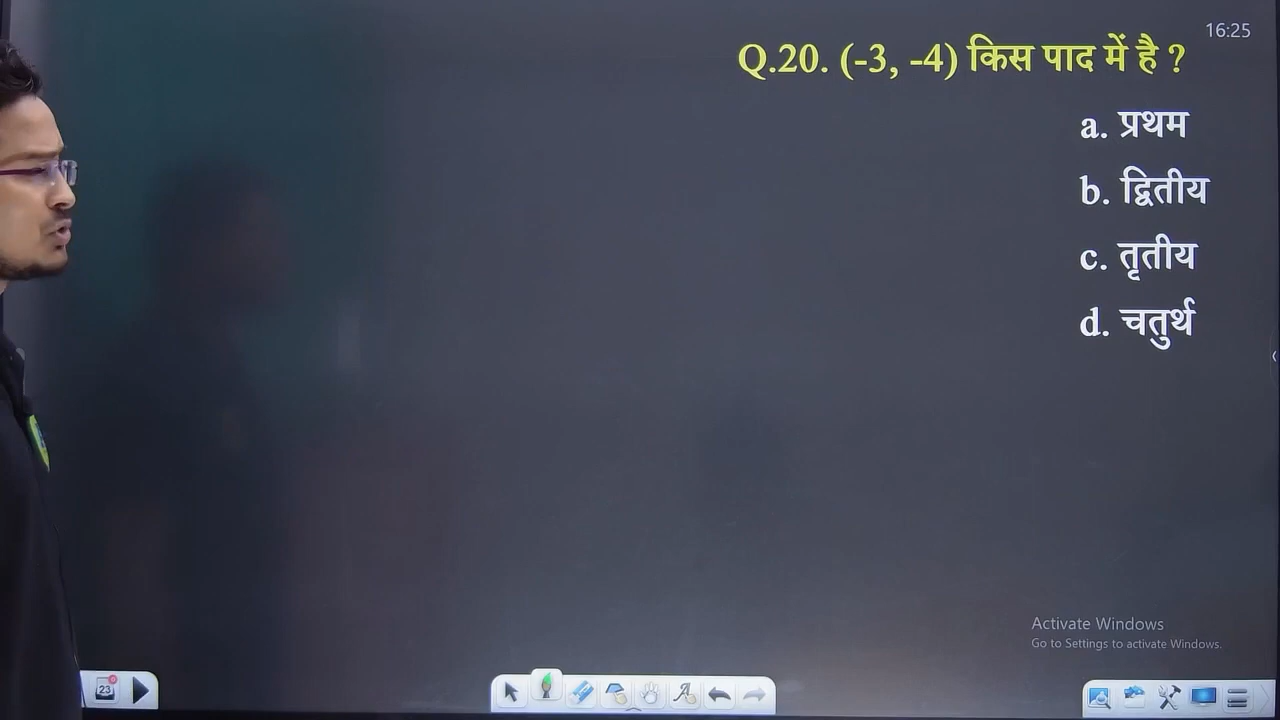 16:25
Q.20. (-3, -4) किस पाद में है ?
a. प्रथम
b. द्वितीय
c. तृतीय
d. चतुर्थ
Activate Windows
Go to Settings to activate Windows.
23